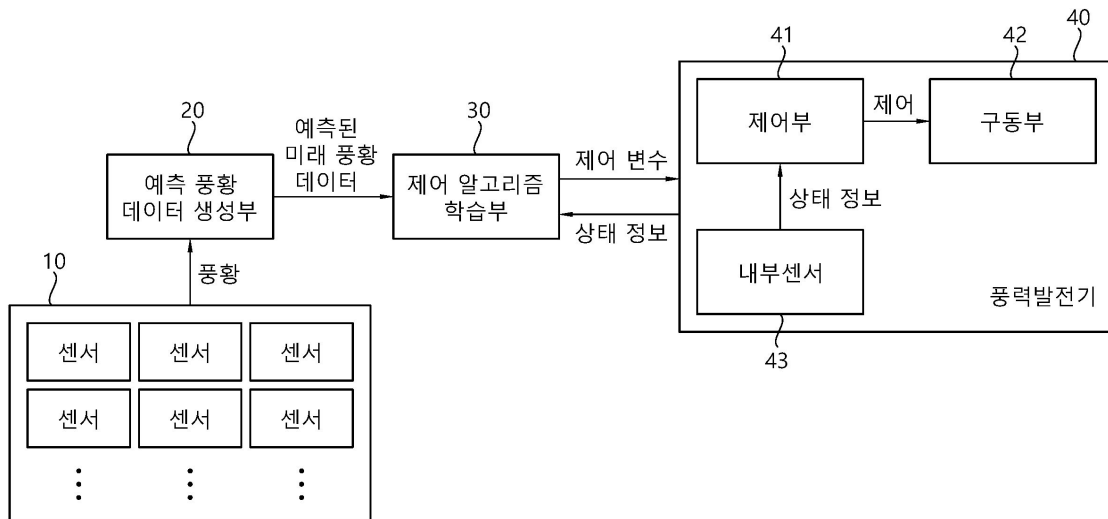 40
41
42
제어부
제어
구동부
20
예측된
미래 풍황
데이터
30
예측 풍황
데이터 생성부
제어 알고리즘
학습부
제어 변수
상태 정보
상태 정보
내부센서
43
풍력발전기
10
풍황
센서 센서 센서
센서 센서 센서